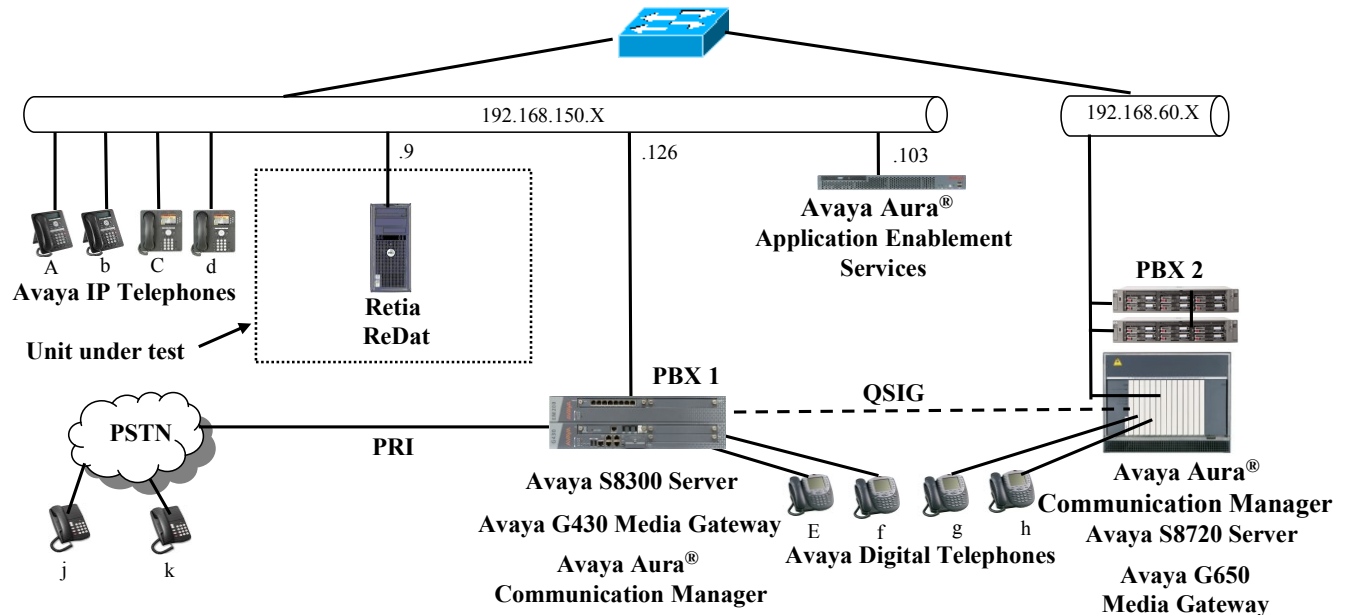 192.168.150.X
192.168.60.X
.9
.126
.103
A
b
C
d
Avaya IP Telephones
Retia
ReDat
Unit under test
Avaya Aura®
Application Enablement
Services
PBX 2
PBX 1
QSIG
PSTN
PRI
j
k
Avaya S8300 Server
Avaya G430 Media Gateway
Avaya Aura®
Communication Manager
E
f
g
h
Avaya Digital Telephones
Avaya Aura®
Communication Manager
Avaya S8720 Server
Avaya G650
Media Gateway